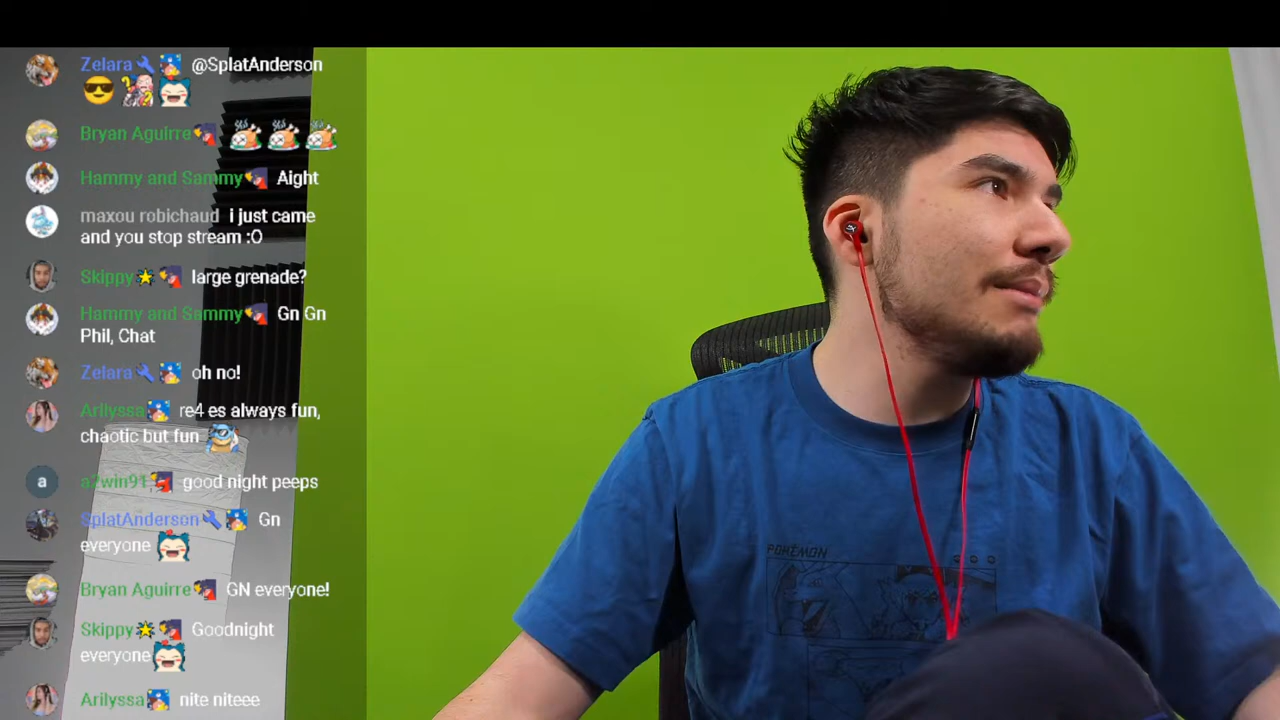 Zelara @SplatAnderson
Bryan Aguirre
Hammy and Sammy Aight
maxou robichaud i just came
and you stop stream :O
Skippy large grenade?
Hammy and Sammy Gn Gn
Phil, Chat
Zelara oh no!
Arilyssa re4 es always fun,
chaotic but fun
a
a2win91 good night peeps
SplatAnderson Gn
everyone
Bryan Aguirre GN everyone!
Skippy Goodnight
everyone
Arilyssa nite niteee
POKÉMON